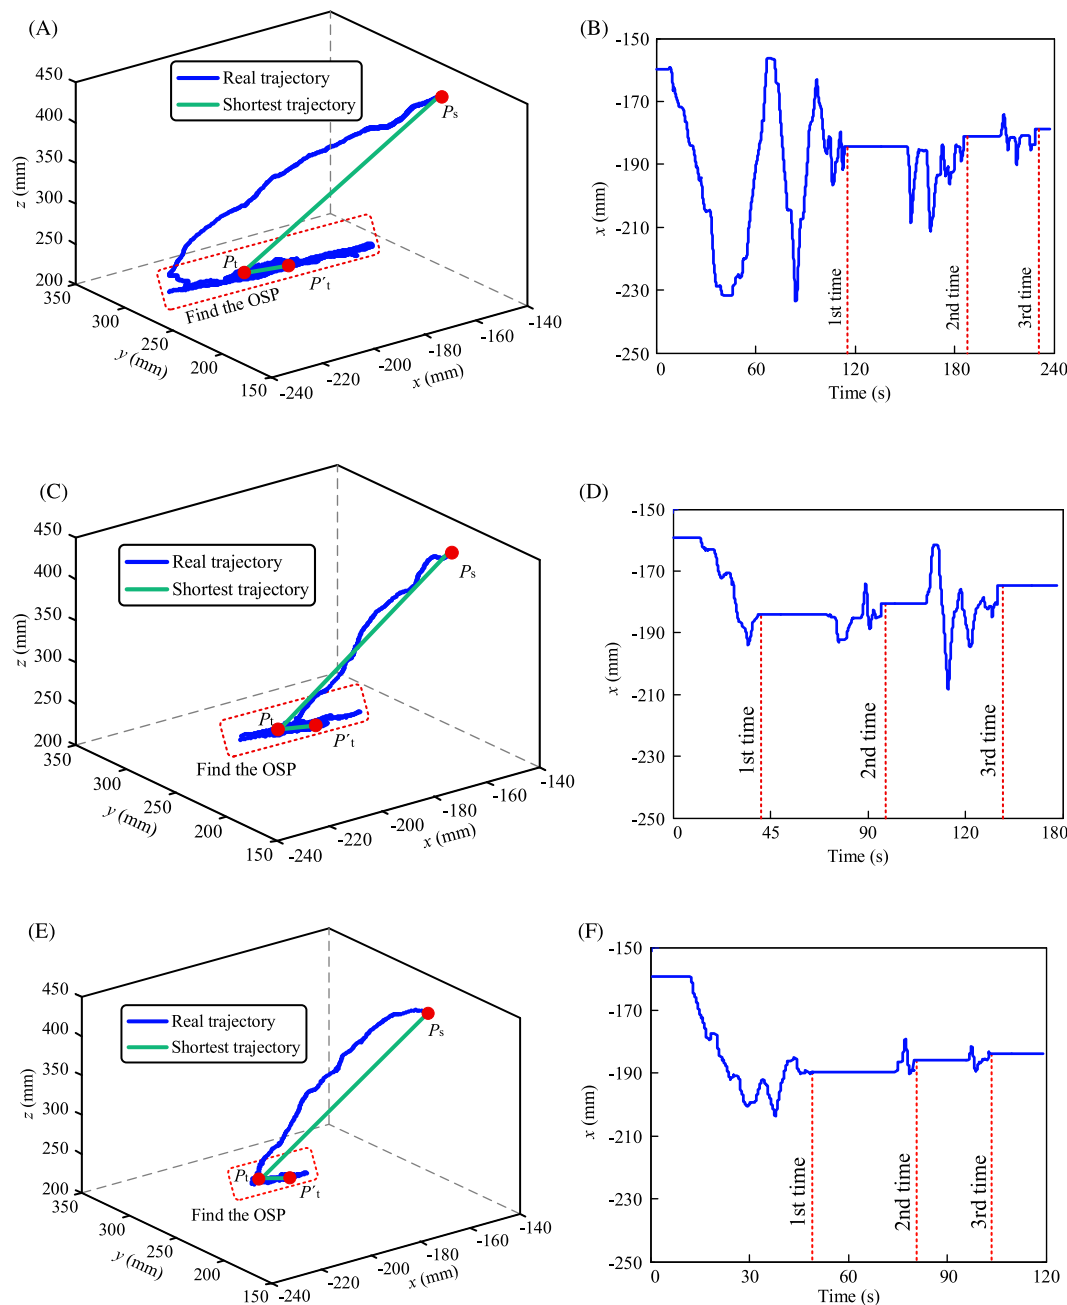 (A)
450
400
350
300
250
200
z (mm)
Real trajectory
Shortest trajectory
Ps
Pt
P′t
Find the OSP
350
300
250
200
150
y (mm)
-240
-220
-200
-180
-160
-140
x (mm)
(B)
-150
-170
-190
-210
-230
-250
x (mm)
1st time
2nd time
3rd time
0
60
120
180
240
Time (s)
(C)
450
400
350
300
250
200
z (mm)
Real trajectory
Shortest trajectory
Ps
Pt
P′t
Find the OSP
350
300
250
200
150
y (mm)
-240
-220
-200
-180
-160
-140
x (mm)
(D)
-150
-170
-190
-210
-230
-250
x (mm)
1st time
2nd time
3rd time
0
45
90
120
180
Time (s)
(E)
450
400
350
300
250
200
z (mm)
Real trajectory
Shortest trajectory
Ps
Pt
P′t
Find the OSP
350
300
250
200
150
y (mm)
-240
-220
-200
-180
-160
-140
x (mm)
(F)
-150
-170
-190
-210
-230
-250
x (mm)
1st time
2nd time
3rd time
0
30
60
90
120
Time (s)